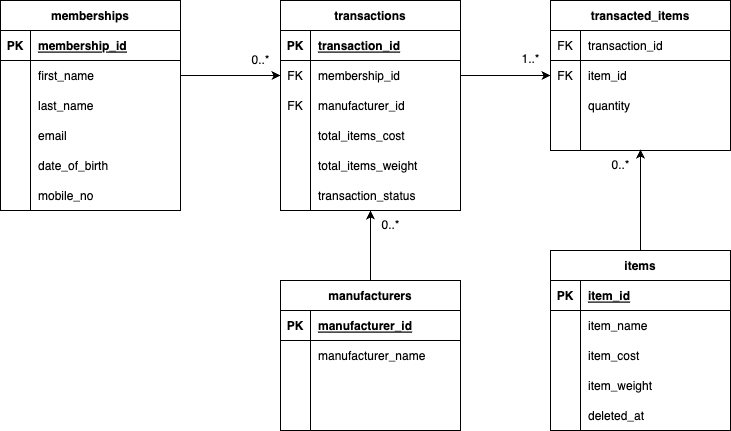 memberships
PK membership_id
first_name
last_name
email
date_of_birth
mobile_no
0..*
transactions
PK transaction_id
FK membership_id
FK manufacturer_id
total_items_cost
total_items_weight
transaction_status
1..*
transacted_items
FK transaction_id
FK item_id
quantity
0..*
0..*
manufacturers
PK manufacturer_id
manufacturer_name
items
PK item_id
item_name
item_cost
item_weight
deleted_at